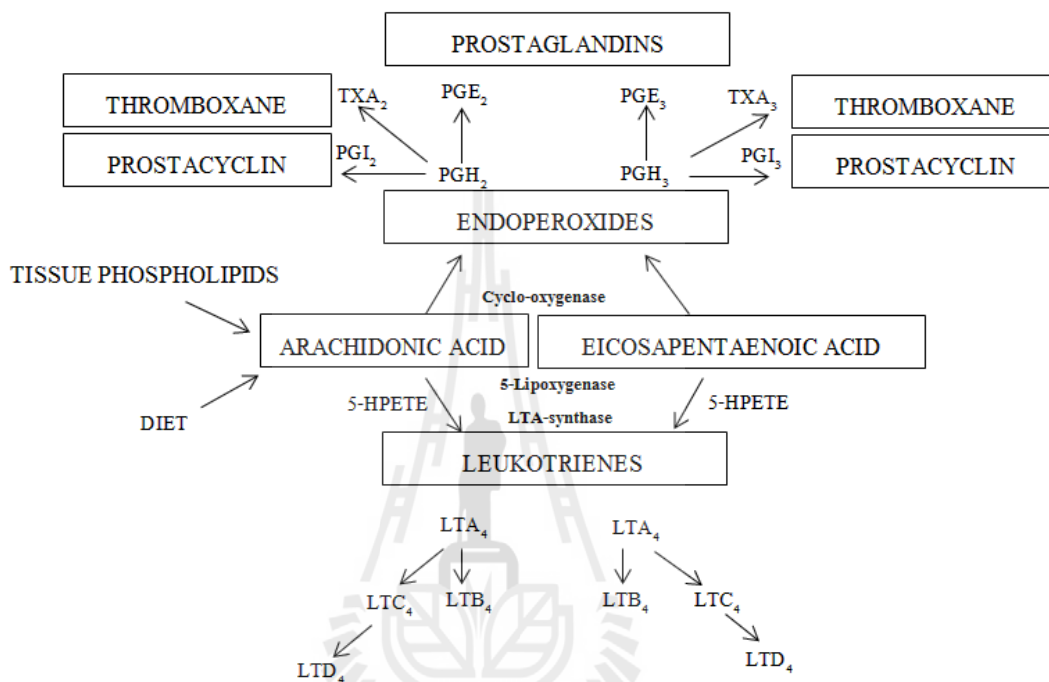 PROSTAGLANDINS
THROMBOXANE
TXA₂
PGE₂
PGE₃
TXA₃
THROMBOXANE
PROSTACYCLIN
PGI₂
PGH₂
PGH₃
PGI₃
PROSTACYCLIN
ENDOPEROXIDES
TISSUE PHOSPHOLIPIDS
Cyclo-oxygenase
ARACHIDONIC ACID
EICOSAPENTAENOIC ACID
DIET
5-HPETE
5-Lipoxygenase
LTA-synthase
5-HPETE
LEUKOTRIENES
LTA₄
LTA₄
LTC₄
LTB₄
LTB₄
LTC₄
LTD₄
LTD₄